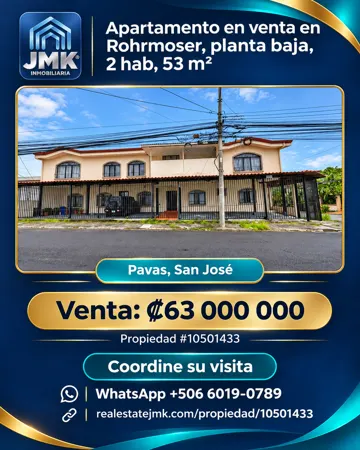 JMK
INMOBILIARIA
Apartamento en venta en
Rohrmoser, planta baja,
2 hab, 53 m²
Pavas, San José
Venta: ₡63 000 000
Propiedad #10501433
Coordine su visita
WhatsApp +506 6019-0789
realestatejmk.com/propiedad/10501433